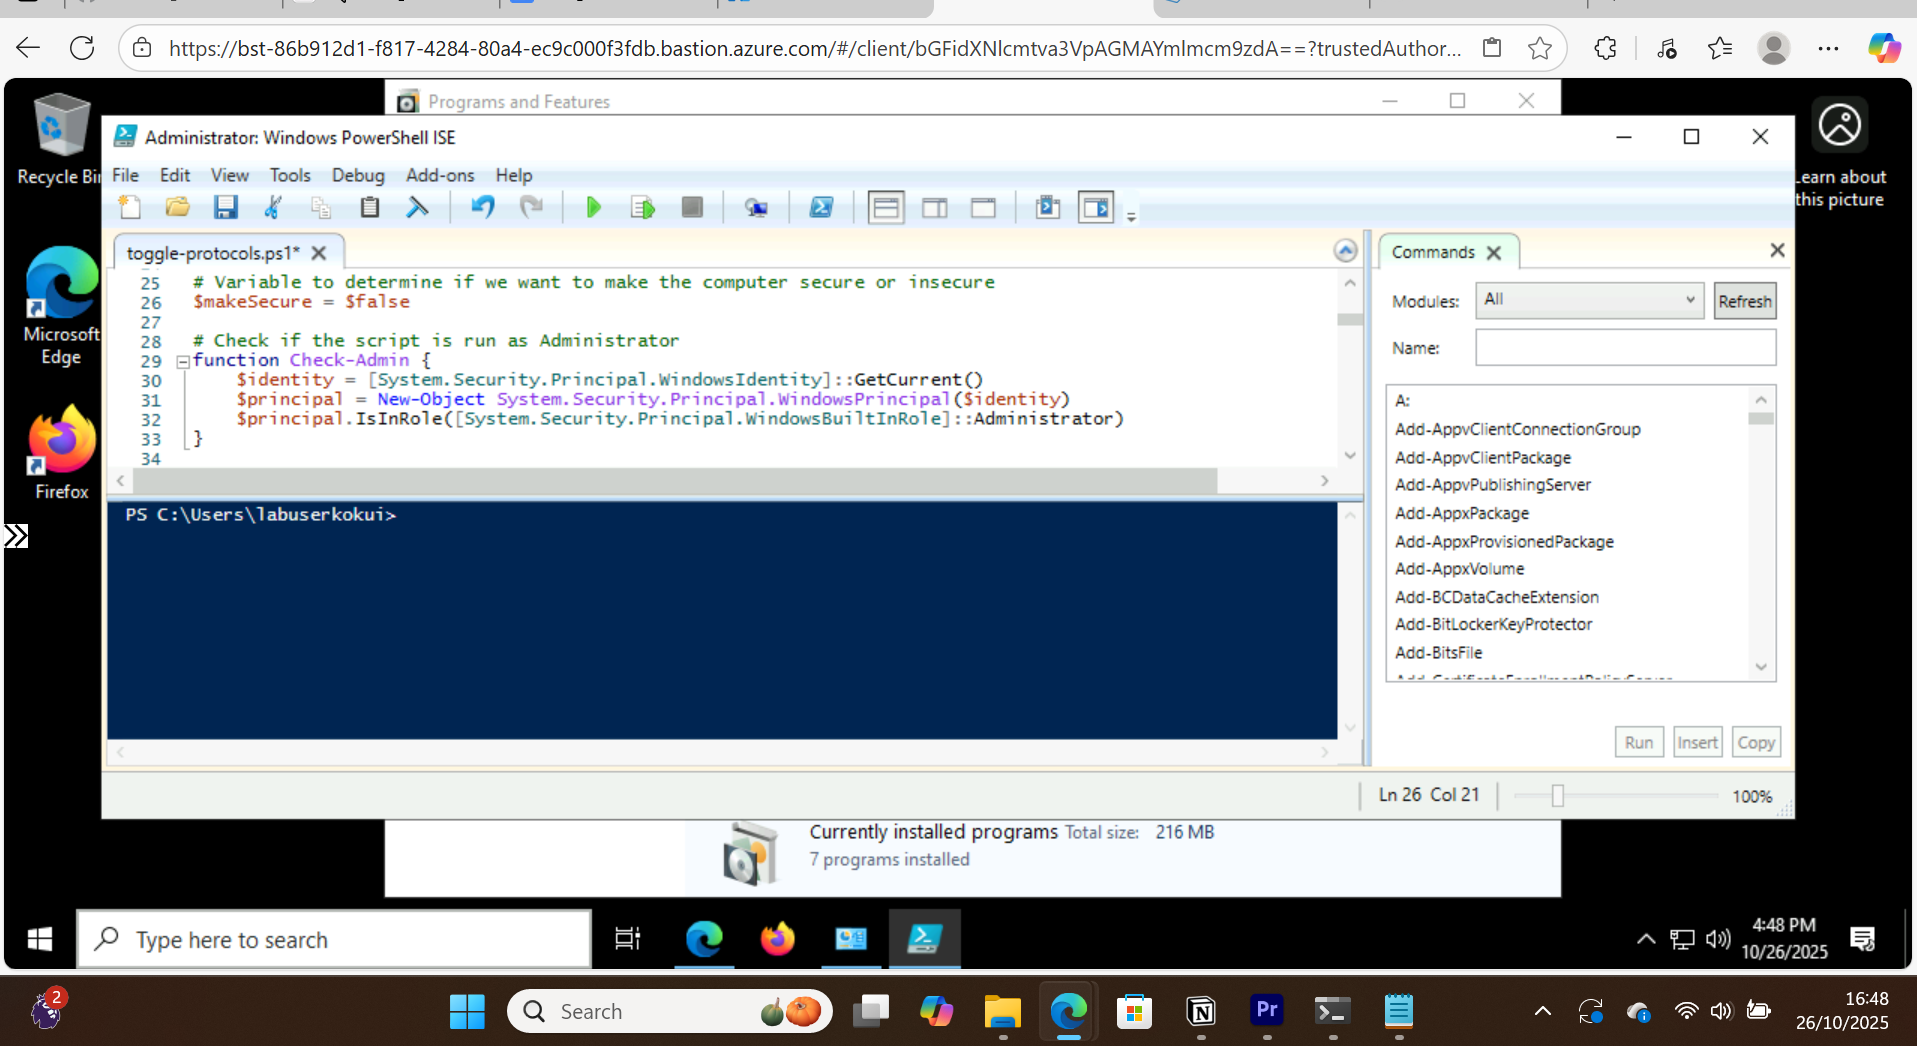 https://bst-86b912d1-f817-4284-80a4-ec9c000f3fdb.bastion.azure.com/#/client/bGFidXNlcmtva3VpAGMAYmlmcm9zdA==?trustedAuthor...
Programs and Features
Recycle Bin
Administrator: Windows PowerShell ISE
Learn about
this picture
File Edit View Tools Debug Add-ons Help
toggle-protocols.ps1*
Commands
25 # Variable to determine if we want to make the computer secure or insecure
26 $makeSecure = $false
27
28 # Check if the script is run as Administrator
29 function Check-Admin {
30 $identity = [System.Security.Principal.WindowsIdentity]::GetCurrent()
31 $principal = New-Object System.Security.Principal.WindowsPrincipal($identity)
32 $principal.IsInRole([System.Security.Principal.WindowsBuiltInRole]::Administrator)
33 }
34
Modules: All Refresh
Name:
Microsoft
Edge
Firefox
PS C:\Users\labuserkokui>
A:
Add-AppvClientConnectionGroup
Add-AppvClientPackage
Add-AppvPublishingServer
Add-AppxPackage
Add-AppxProvisionedPackage
Add-AppxVolume
Add-BCDataCacheExtension
Add-BitLockerKeyProtector
Add-BitsFile
Add-CertificateEnrollmentPolicyServer
Run Insert Copy
Ln 26 Col 21 100%
Currently installed programs Total size: 216 MB
7 programs installed
Type here to search
4:48 PM
10/26/2025
2
Search
Pr
16:48
26/10/2025